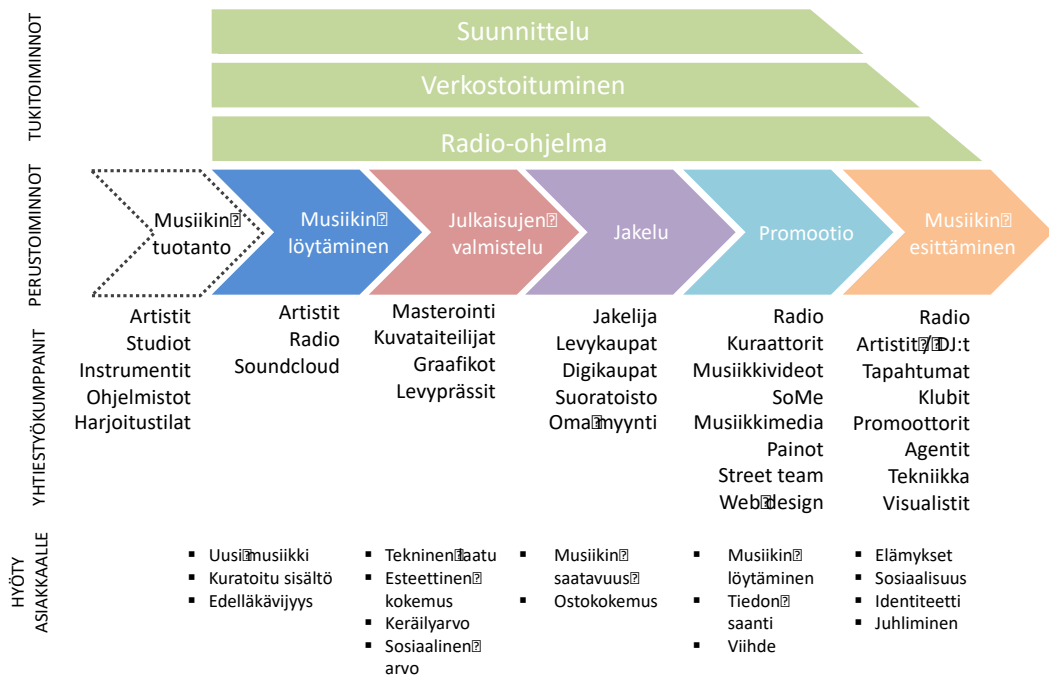 TUKITOIMINNOT
Suunnittelu
Verkostoituminen
Radio-ohjelma
PERUSTOIMINNOT
Musiikin
tuotanto
Musiikin
löytäminen
Julkaisujen
valmistelu
Jakelu
Promootio
Musiikin
esittäminen
YHTIESTYÖKUMPPANIT
Artistit
Studiot
Instrumentit
Ohjelmistot
Harjoitustilat
Artistit
Radio
Soundcloud
Masterointi
Kuvataiteilijat
Graafikot
Levyprässit
Jakelija
Levykaupat
Digikaupat
Suoratoisto
Oma myynti
Radio
Kuraattorit
Musiikkivideot
SoMe
Musiikkimedia
Painot
Street team
Web design
Radio
Artistit / DJ:t
Tapahtumat
Klubit
Promoottorit
Agentit
Tekniikka
Visualistit
HYÖTY
ASIAKKAALLE
▪ Uusi musiikki
▪ Kuratoitu sisältö
▪ Edelläkävijyys
▪ Tekninen laatu
▪ Esteettinen
kokemus
▪ Keräilyarvo
▪ Sosiaalinen
arvo
▪ Musiikin
saatavuus
▪ Ostokokemus
▪ Musiikin
löytäminen
▪ Tiedon
saanti
▪ Viihde
▪ Elämykset
▪ Sosiaalisuus
▪ Identiteetti
▪ Juhliminen